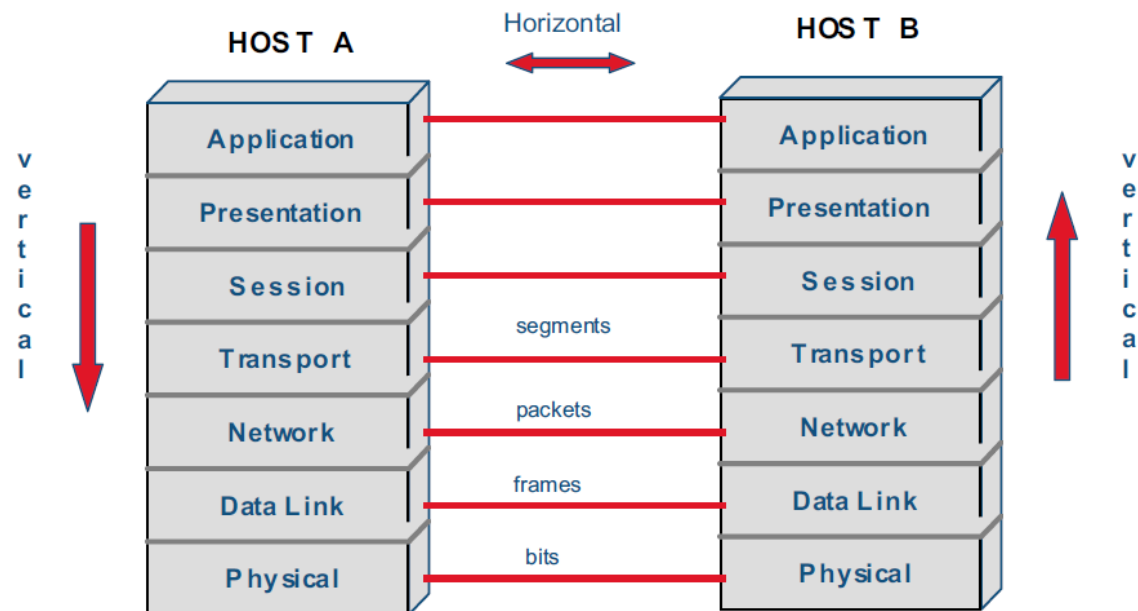 Horizontal
HOST A
HOST B
vertical
vertical
Application
Application
Presentation
Presentation
Session
Session
segments
Transport
Transport
packets
Network
Network
frames
Data Link
Data Link
bits
Physical
Physical